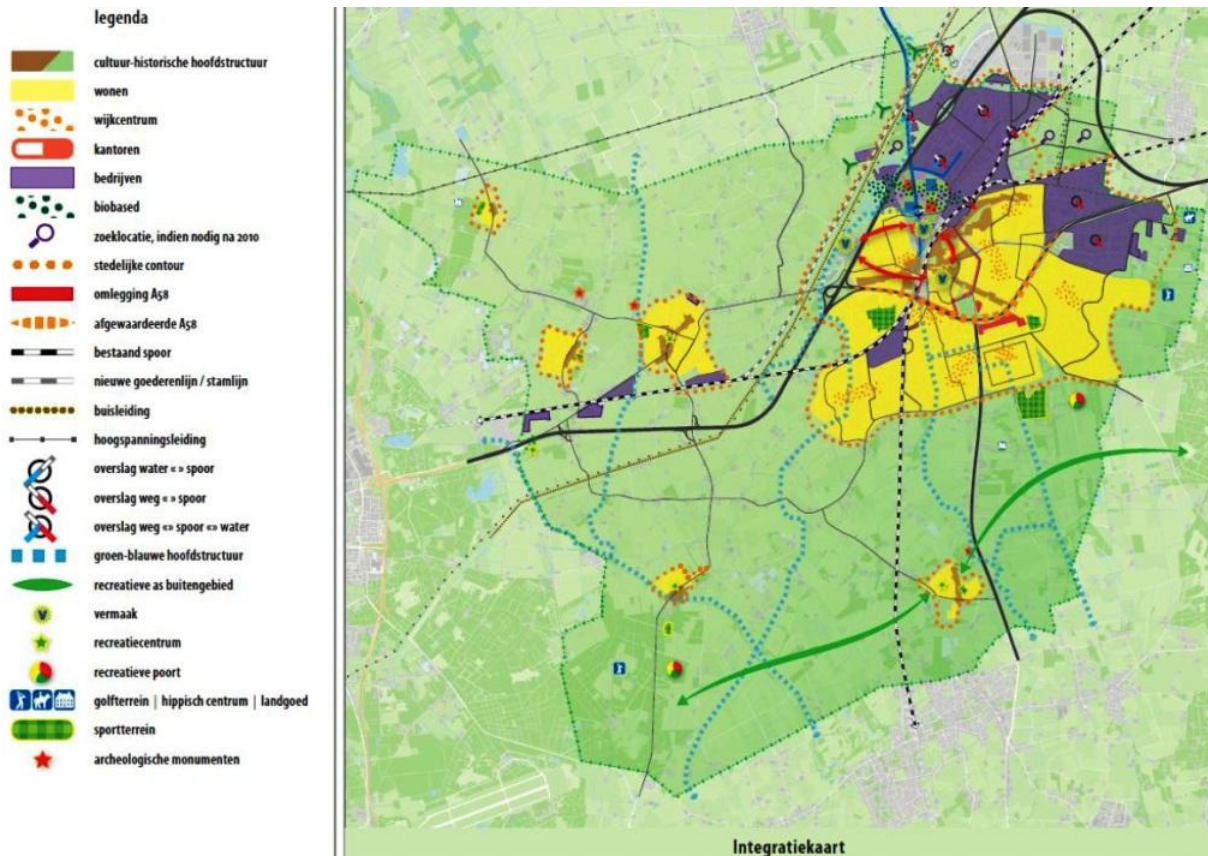 legenda
cultuur-historische hoofdstructuur
wonen
wijkcentrum
kantoren
bedrijven
biobased
zoeklocatie, indien nodig na 2010
stedelijke contour
omlegging A58
afgewaardeerde A58
bestaand spoor
nieuwe goederenlijn / stamlijn
buisleiding
hoogspanningsleiding
overslag water «» spoor
overslag weg «» spoor
overslag weg «» spoor «» water
groen-blauwe hoofdstructuur
recreatieve as buitengebied
V vermaak
recreatiecentrum
recreatieve poort
golfterrein | hippisch centrum | landgoed
sportterrein
archeologische monumenten
V
V
V
Integratiekaart